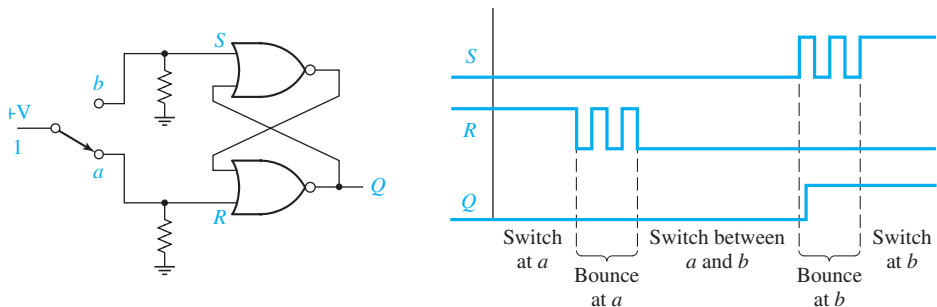 S
b
+V
1
a
Q
R
S
R
Q
Switch
at a
Bounce
at a
Switch between
a and b
Bounce
at b
Switch
at b